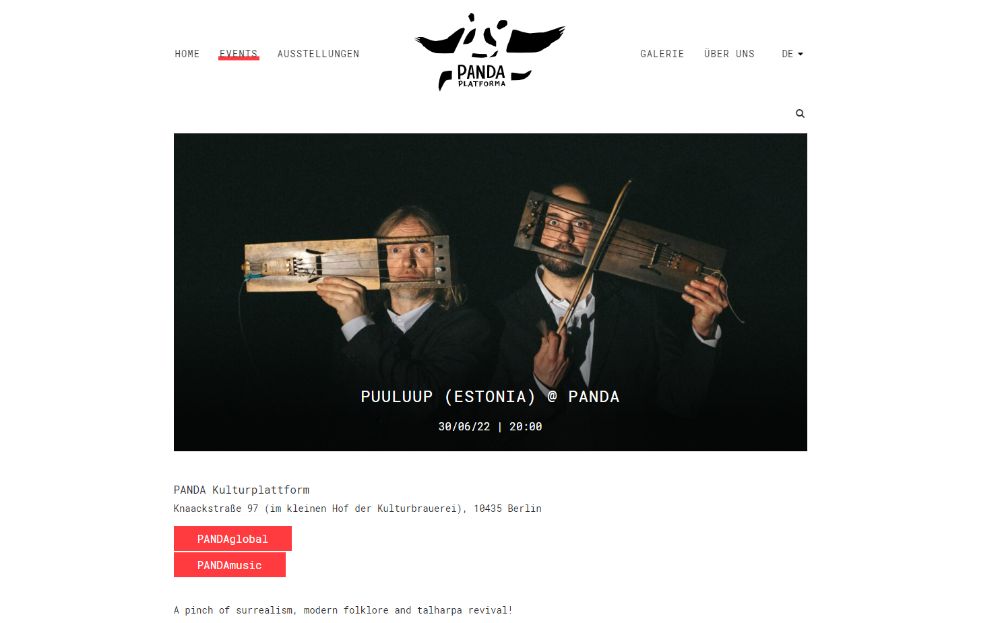 HOME EVENTS AUSSTELLUNGEN
PANDA
PLATFORMA
GALERIE ÜBER UNS DE
PUULUUP (ESTONIA) @ PANDA
30/06/22 | 20:00
PANDA Kulturplattform
Knaackstraße 97 (im kleinen Hof der Kulturbrauerei), 10435 Berlin
PANDAglobal
PANDAmusic
A pinch of surrealism, modern folklore and talharpa revival!